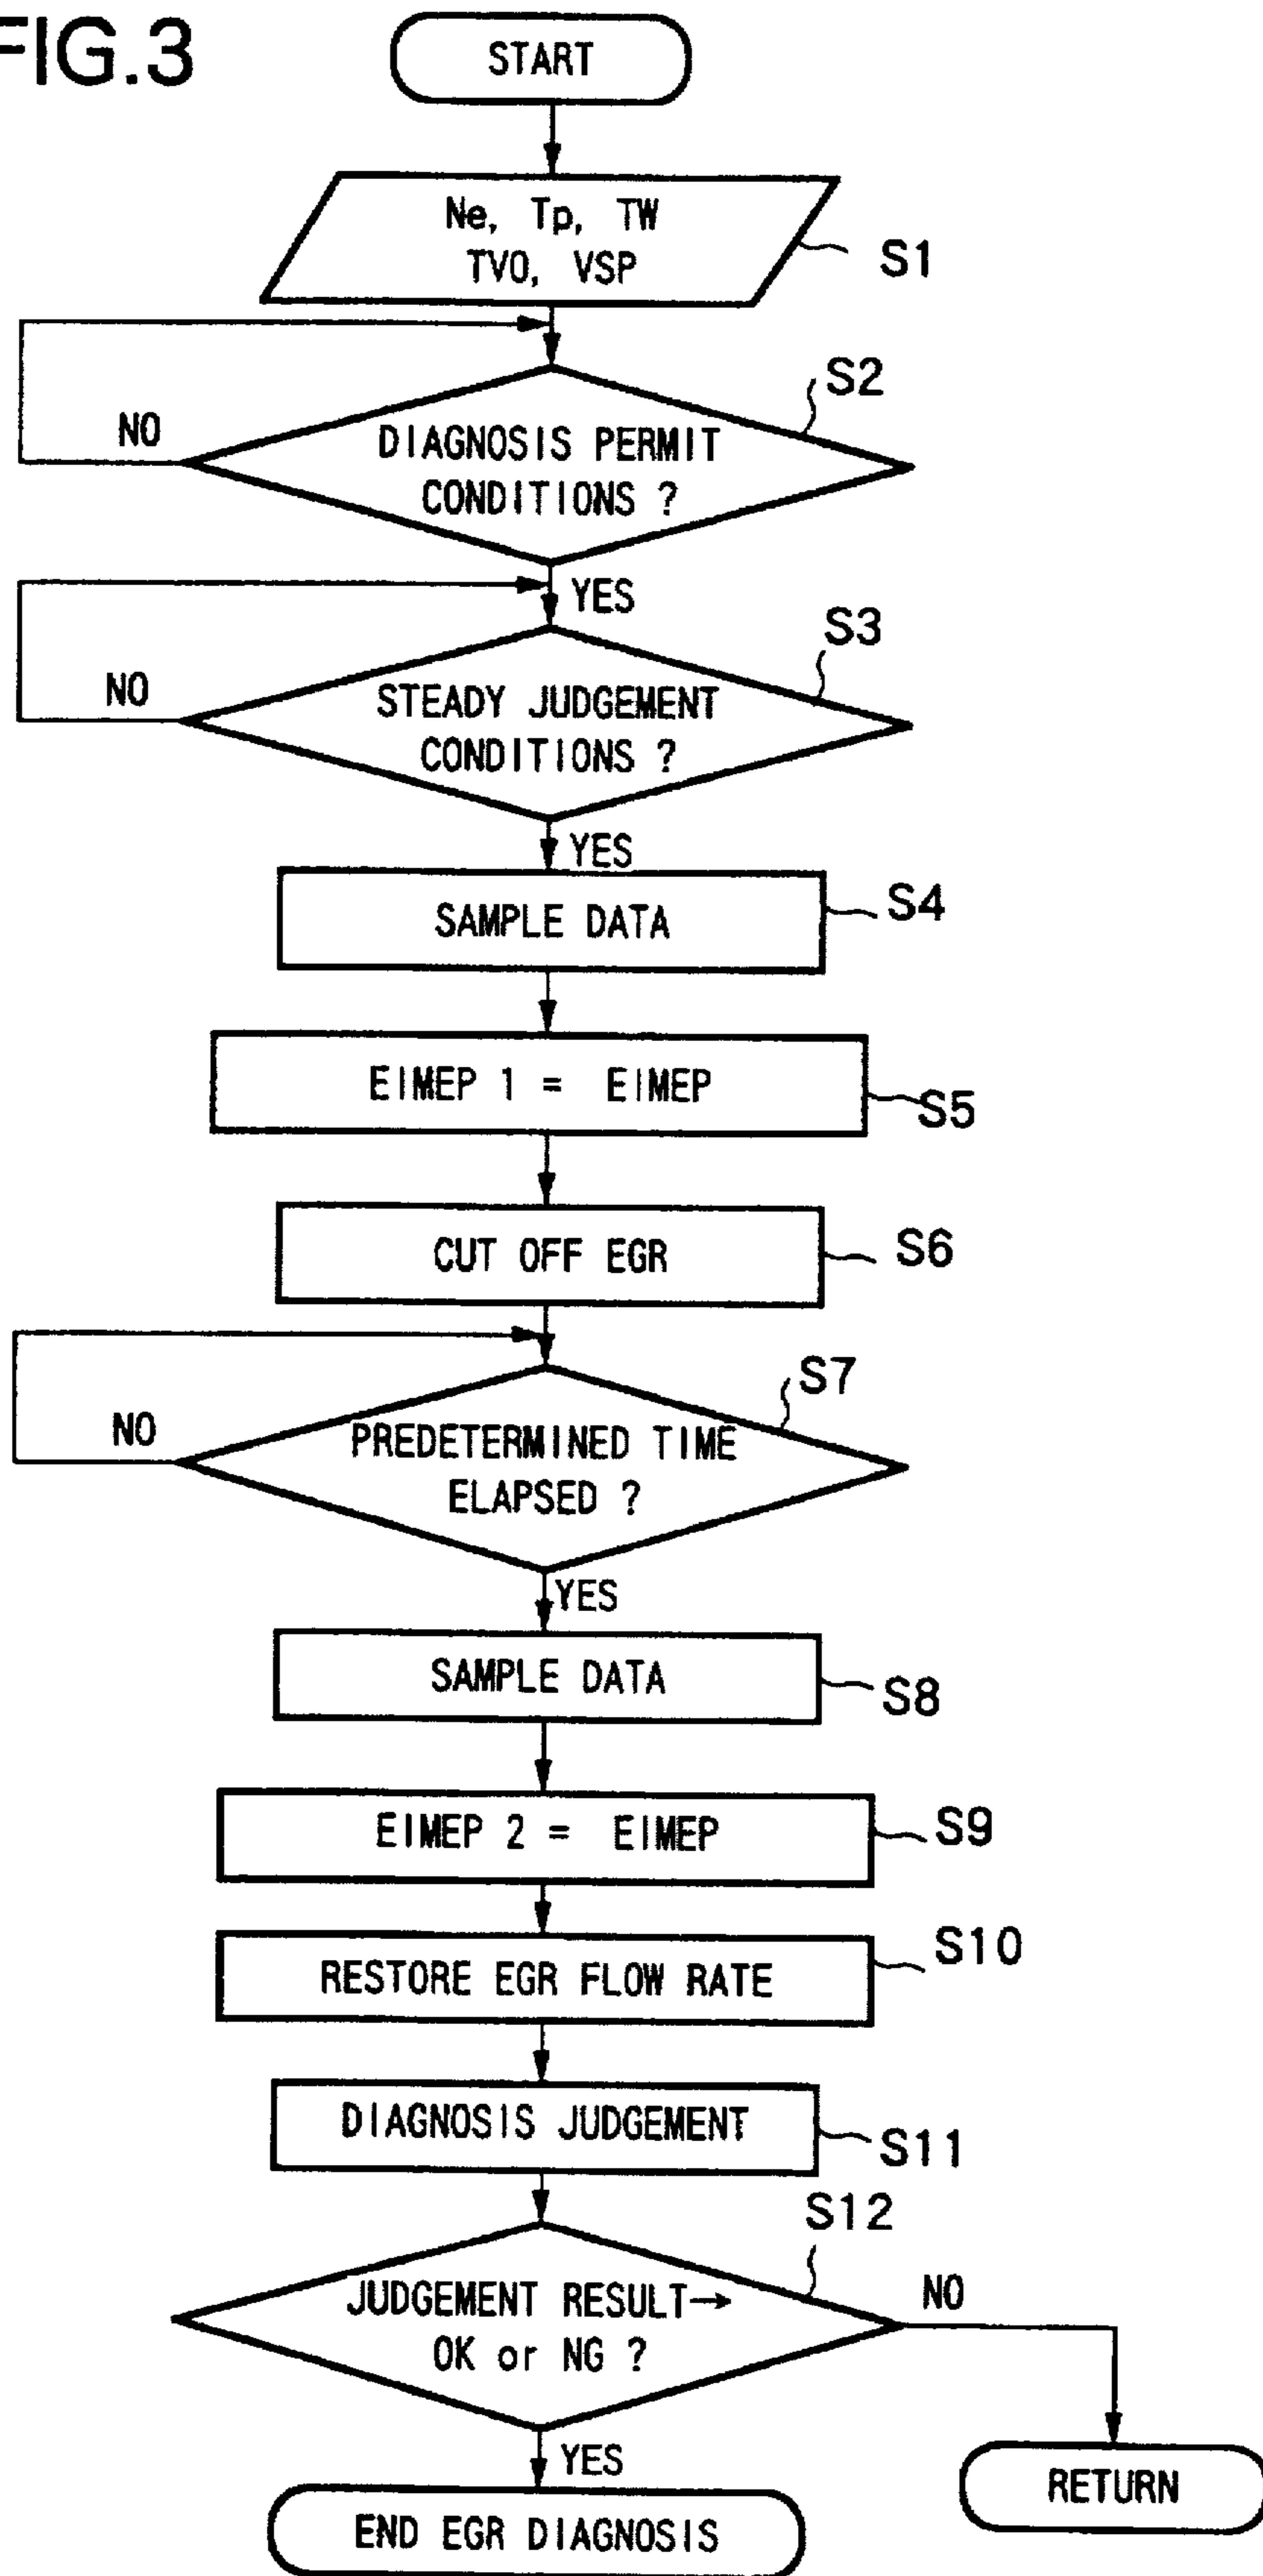 FIG.3
START
Ne, Tp, TW
TVO, VSP
S1
S2
NO
DIAGNOSIS PERMIT
CONDITIONS ?
YES
S3
NO
STEADY JUDGEMENT
CONDITIONS ?
YES
SAMPLE DATA
S4
EIMEP 1 = EIMEP
S5
CUT OFF EGR
S6
S7
NO
PREDETERMINED TIME
ELAPSED ?
YES
SAMPLE DATA
S8
EIMEP 2 = EIMEP
S9
RESTORE EGR FLOW RATE
S10
DIAGNOSIS JUDGEMENT
S11
S12
JUDGEMENT RESULT→
OK or NG ?
NO
YES
RETURN
END EGR DIAGNOSIS